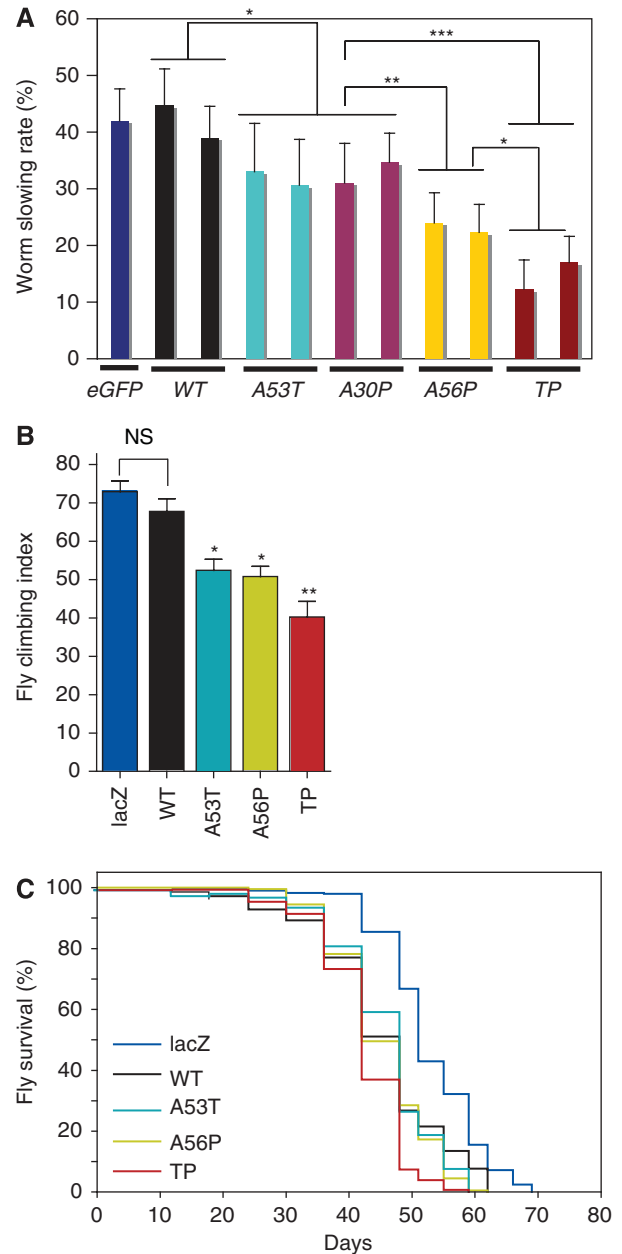 A
Worm slowing rate (%)
60
50
40
30
20
10
0
*
***
**
*
eGFP WT A53T A30P A56P TP
B
Fly climbing index
80
70
60
50
40
30
20
10
0
NS
* * **
lacZ WT A53T A56P TP
C
Fly survival (%)
100
80
60
40
20
0
lacZ
WT
A53T
A56P
TP
0 10 20 30 40 50 60 70 80
Days